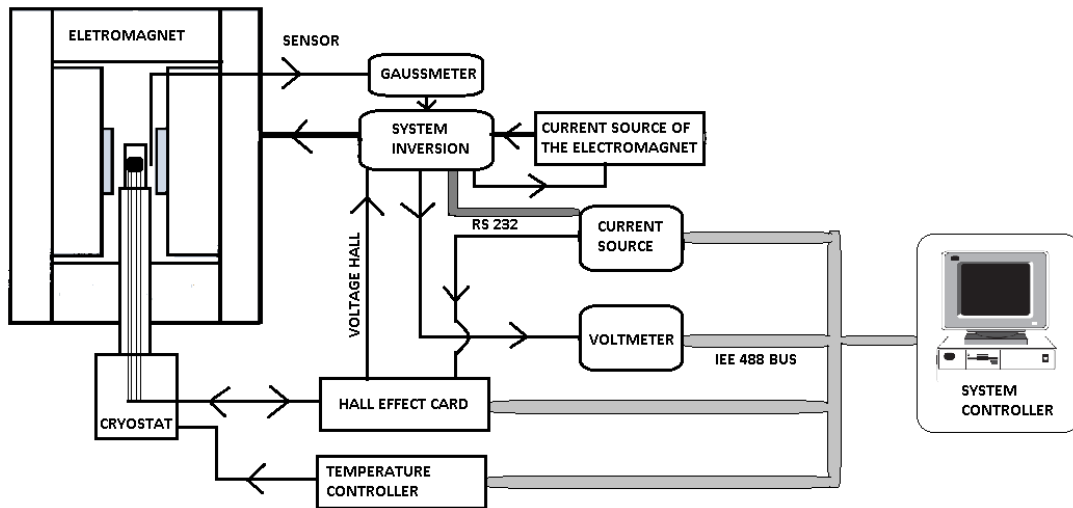 ELETROMAGNET
SENSOR
GAUSSMETER
SYSTEM
INVERSION
CURRENT SOURCE OF
THE ELECTROMAGNET
RS 232
CURRENT
SOURCE
VOLTAGE HALL
VOLTMETER
IEE 488 BUS
SYSTEM
CONTROLLER
HALL EFFECT CARD
CRYOSTAT
TEMPERATURE
CONTROLLER